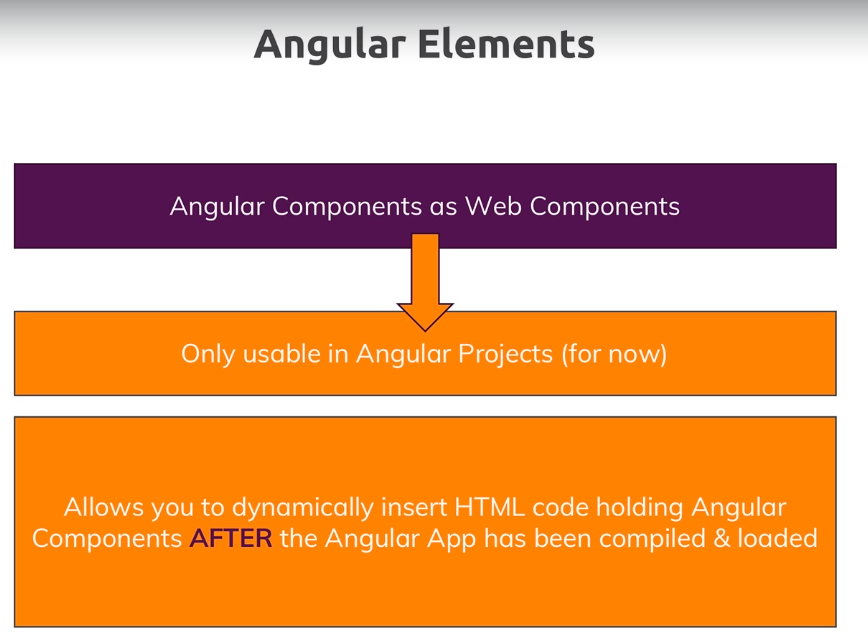 Angular Elements
Angular Components as Web Components
Only usable in Angular Projects (for now)
Allows you to dynamically insert HTML code holding Angular
Components AFTER the Angular App has been compiled & loaded